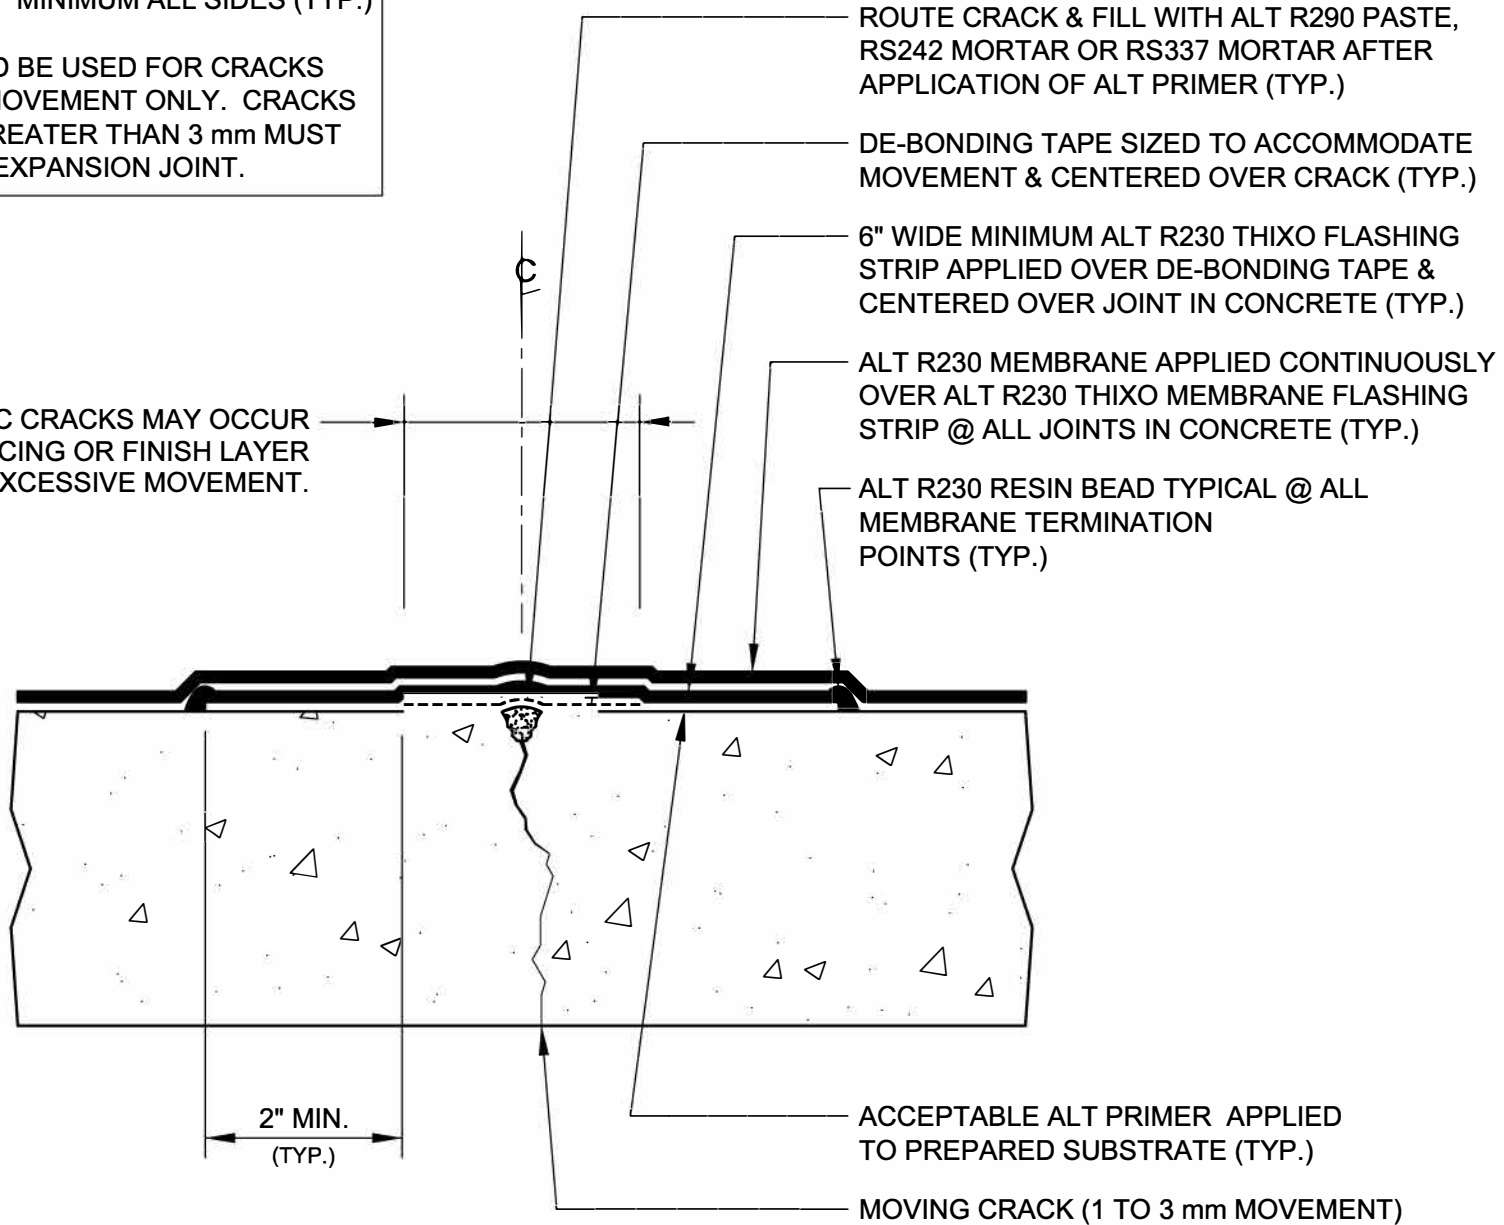 MINIMUM ALL SIDES (TYP.)
BE USED FOR CRACKS
MOVEMENT ONLY. CRACKS
GREATER THAN 3 mm MUST
EXPANSION JOINT.
ROUTE CRACK & FILL WITH ALT R290 PASTE,
RS242 MORTAR OR RS337 MORTAR AFTER
APPLICATION OF ALT PRIMER (TYP.)
DE-BONDING TAPE SIZED TO ACCOMMODATE
MOVEMENT & CENTERED OVER CRACK (TYP.)
6" WIDE MINIMUM ALT R230 THIXO FLASHING
STRIP APPLIED OVER DE-BONDING TAPE &
CENTERED OVER JOINT IN CONCRETE (TYP.)
ALT R230 MEMBRANE APPLIED CONTINUOUSLY
OVER ALT R230 THIXO MEMBRANE FLASHING
STRIP @ ALL JOINTS IN CONCRETE (TYP.)
C CRACKS MAY OCCUR
CING OR FINISH LAYER
EXCESSIVE MOVEMENT.
ALT R230 RESIN BEAD TYPICAL @ ALL
MEMBRANE TERMINATION
POINTS (TYP.)
2" MIN.
(TYP.)
ACCEPTABLE ALT PRIMER APPLIED
TO PREPARED SUBSTRATE (TYP.)
MOVING CRACK (1 TO 3 mm MOVEMENT)